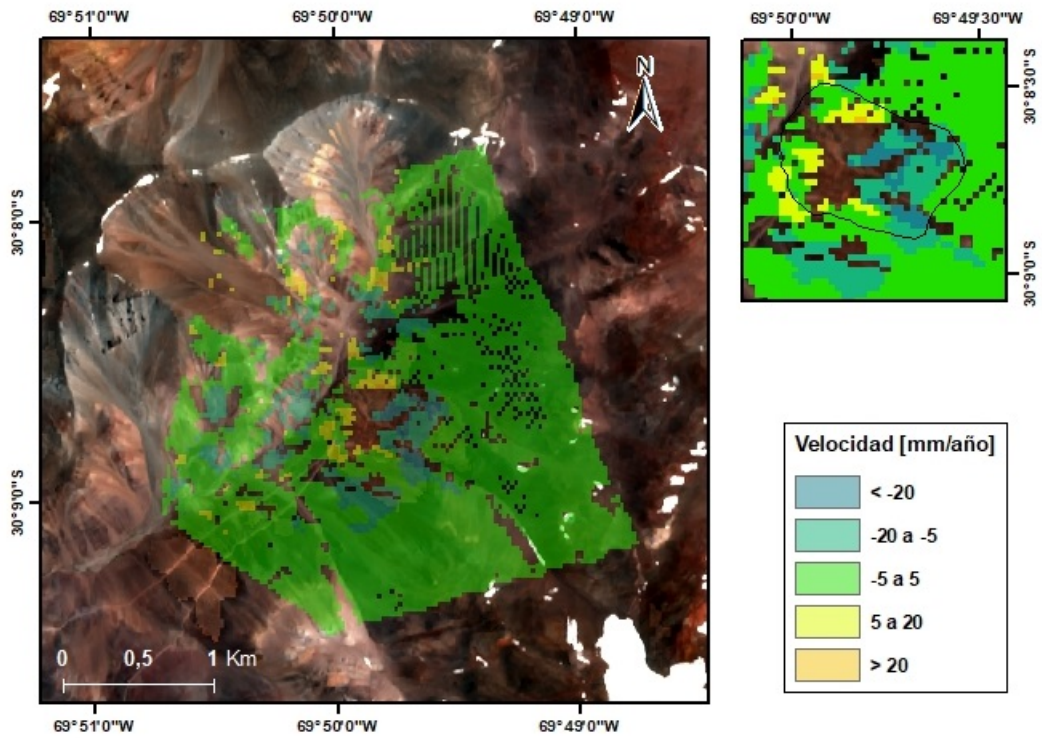 69°51'0"W 69°50'0"W 69°49'0"W
69°50'0"W 69°49'30"W
N
30°8'0"S
30°9'0"S
30°8'30"S
30°9'0"S
0 0,5 1 Km
69°51'0"W 69°50'0"W 69°49'0"W
Velocidad [mm/año]
< -20
-20 a -5
-5 a 5
5 a 20
> 20